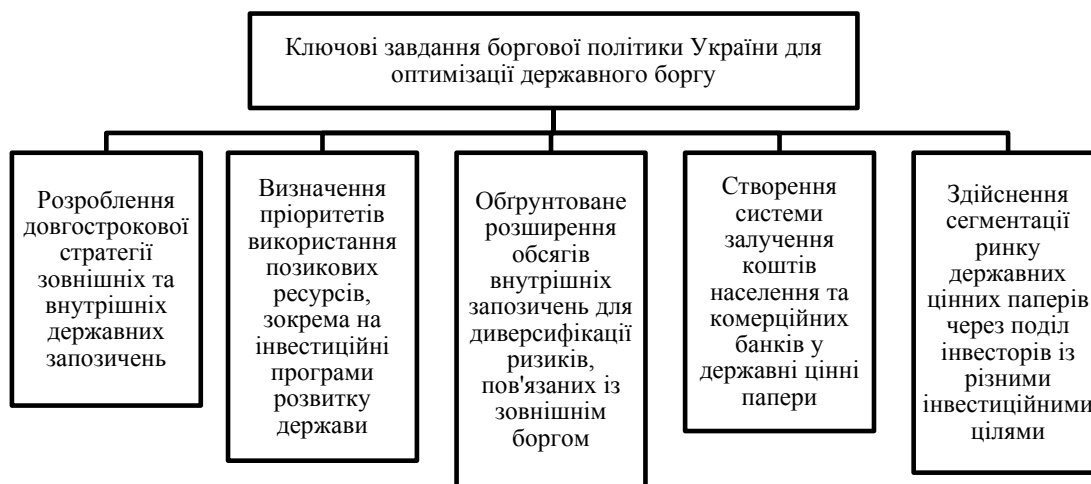 Ключові завдання боргової політики України для
оптимізації державного боргу
Розроблення
довгострокової
стратегії
зовнішніх та
внутрішніх
державних
запозичень
Визначення
пріоритетів
використання
позикових
ресурсів,
зокрема на
інвестиційні
програми
розвитку
держави
Обґрунтоване
розширення
обсягів
внутрішніх
запозичень для
диверсифікації
ризиків,
пов'язаних із
зовнішнім
боргом
Створення
системи
залучення
коштів
населення та
комерційних
банків у
державні цінні
папери
Здійснення
сегментації
ринку
державних
цінних паперів
через поділ
інвесторів із
різними
інвестиційними
цілями